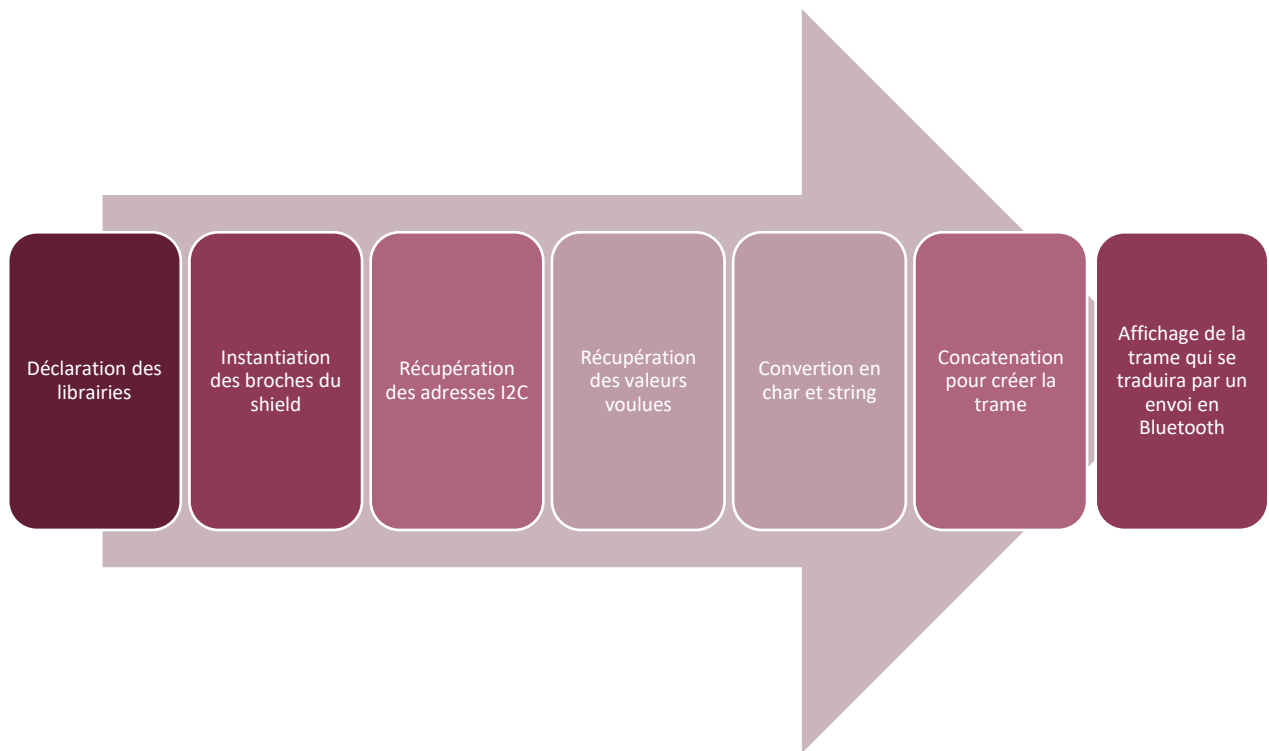 Déclaration des
librairies
Instantiation
des broches du
shield
Récupération
des adresses I2C
Récupération
des valeurs
voulues
Convertion en
char et string
Concatenation
pour créer la
trame
Affichage de la
trame qui se
traduira par un
envoi en
Bluetooth